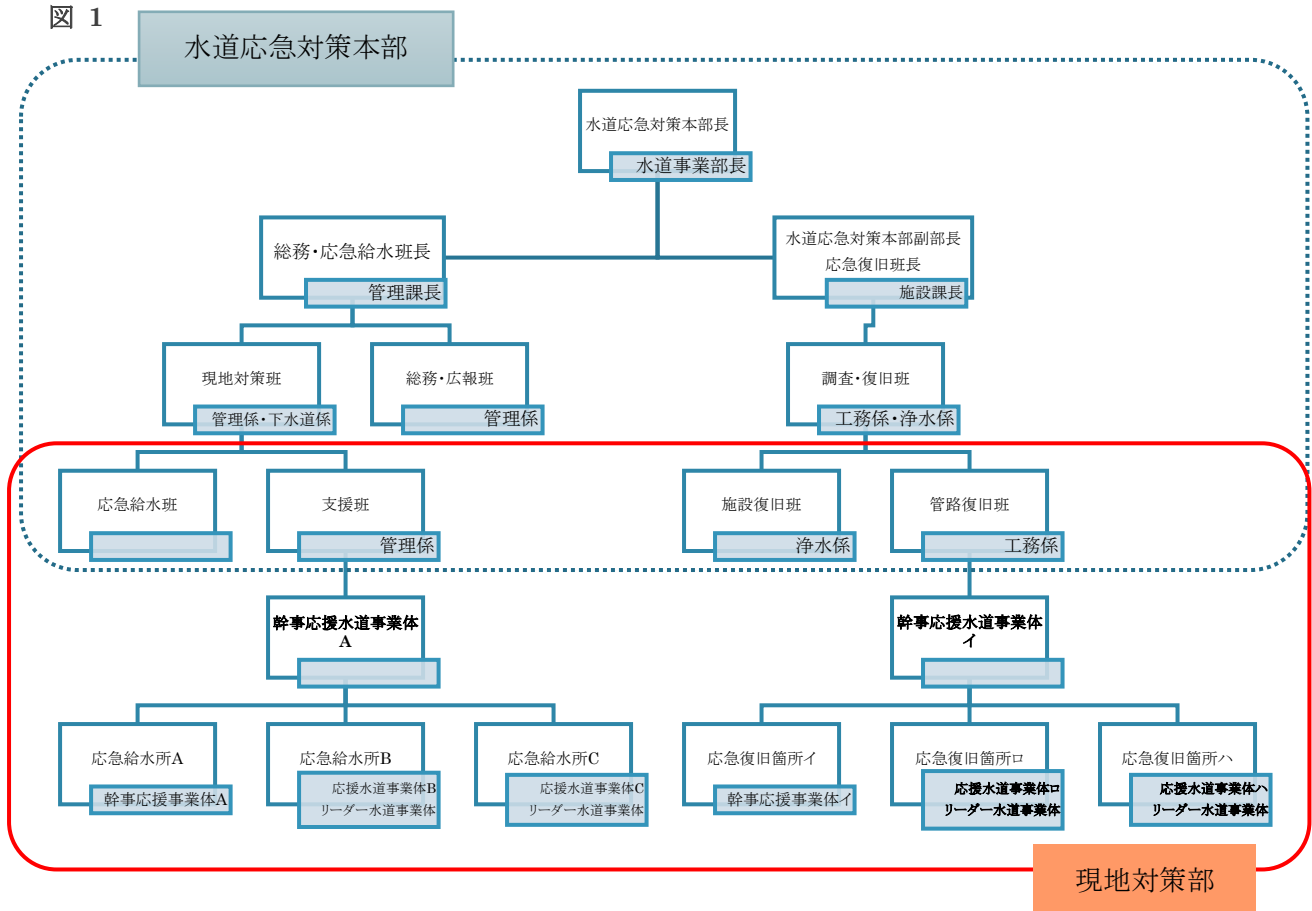 図 1
水道応急対策本部
水道応急対策本部長
水道事業部長
総務・応急給水班長
管理課長
水道応急対策本部副部長
応急復旧班長
施設課長
現地対策班
管理係・下水道係
総務・広報班
管理係
調査・復旧班
工務係・浄水係
応急給水班
支援班
管理係
施設復旧班
浄水係
管路復旧班
工務係
幹事応援水道事業体
A
幹事応援水道事業体
イ
応急給水所A
幹事応援事業体A
応急給水所B
応援水道事業体B
リーダー水道事業体
応急給水所C
応援水道事業体C
リーダー水道事業体
応急復旧箇所イ
幹事応援事業体イ
応急復旧箇所ロ
応援水道事業体ロ
リーダー水道事業体
応急復旧箇所ハ
応援水道事業体ハ
リーダー水道事業体
現地対策部